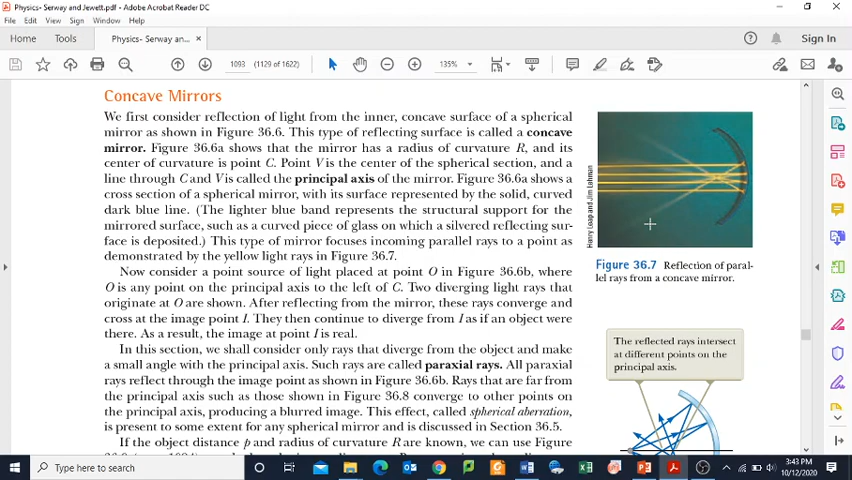 Physics- Serway and Jewett.pdf - Adobe Acrobat Reader DC
File Edit View Sign Window Help
Home Tools Physics- Serway an... × Sign In
1093 (1129 of 1622) 135%
Concave Mirrors
We first consider reflection of light from the inner, concave surface of a spherical
mirror as shown in Figure 36.6. This type of reflecting surface is called a concave
mirror. Figure 36.6a shows that the mirror has a radius of curvature R, and its
center of curvature is point C. Point V is the center of the spherical section, and a
line through C and V is called the principal axis of the mirror. Figure 36.6a shows a
cross section of a spherical mirror, with its surface represented by the solid, curved
dark blue line. (The lighter blue band represents the structural support for the
mirrored surface, such as a curved piece of glass on which a silvered reflecting sur-
face is deposited.) This type of mirror focuses incoming parallel rays to a point as
demonstrated by the yellow light rays in Figure 36.7.
Now consider a point source of light placed at point O in Figure 36.6b, where
O is any point on the principal axis to the left of C. Two diverging light rays that
originate at O are shown. After reflecting from the mirror, these rays converge and
cross at the image point I. They then continue to diverge from I as if an object were
there. As a result, the image at point I is real.
In this section, we shall consider only rays that diverge from the object and make
a small angle with the principal axis. Such rays are called paraxial rays. All paraxial
rays reflect through the image point as shown in Figure 36.6b. Rays that are far from
the principal axis such as those shown in Figure 36.8 converge to other points on
the principal axis, producing a blurred image. This effect, called spherical aberration,
is present to some extent for any spherical mirror and is discussed in Section 36.5.
If the object distance p and radius of curvature R are known, we can use Figure
Harry Leap and Jim Lehman
Figure 36.7 Reflection of paral-
lel rays from a concave mirror.
The reflected rays intersect
at different points on the
principal axis.
Type here to search
3:43 PM
10/12/2020